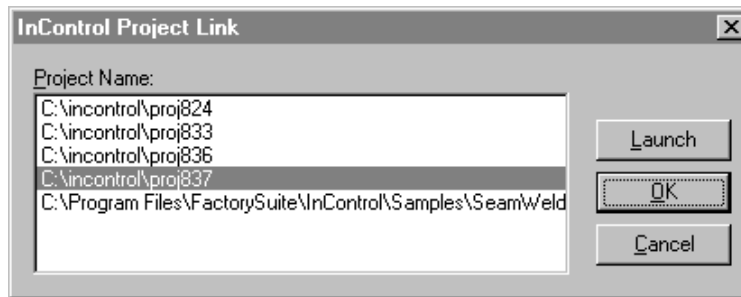 InControl Project Link
Project Name:
C:\incontrol\proj824
C:\incontrol\proj833
C:\incontrol\proj836
C:\incontrol\proj837
C:\Program Files\FactorySuite\InControl\Samples\SeamWeld
Launch
OK
Cancel